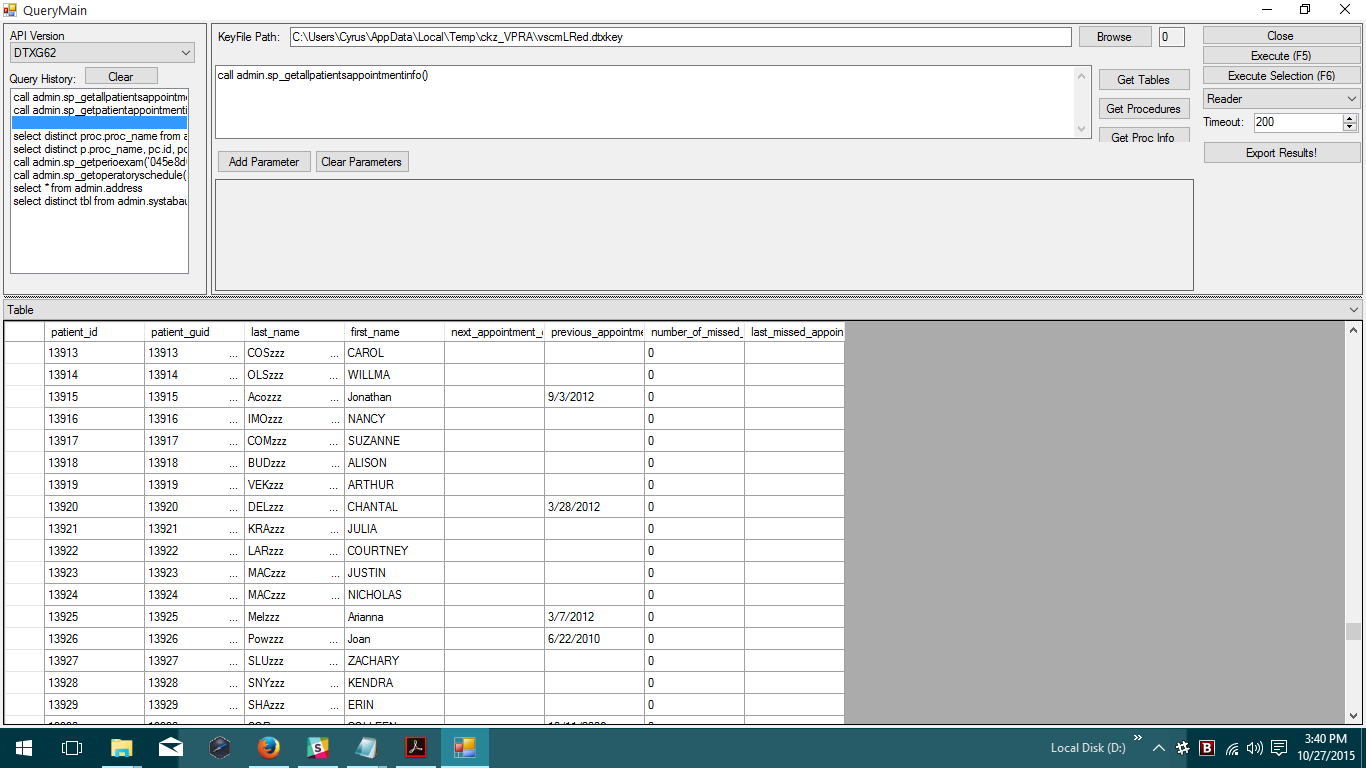 QueryMain
API Version
DTXG62
Query History:
Clear
call admin.sp_getallpatientsappointme
call admin.sp_getpatientappointmenti
select distinct proc.proc_name from a
select distinct p.proc_name, pc.id, pc
call admin.sp_getperioexam('045e8d
call admin.sp_getoperatoryschedule(
select * from admin.address
select distinct tbl from admin.systabau
KeyFile Path: C:\Users\Cyrus\AppData\Local\Temp\ckz_VPRA\vscmLRed.dtxkey Browse 0
call admin.sp_getallpatientsappointmentinfo()
Get Tables
Get Procedures
Get Proc Info
Add Parameter Clear Parameters
Close
Execute (F5)
Execute Selection (F6)
Reader
Timeout: 200
Export Results!
Table
patient_id patient_guid last_name first_name next_appointment_ previous_appointme number_of_missed_ last_missed_appoin
13913 13913 ... COSzzz ... CAROL 0
13914 13914 ... OLSzzz ... WILLMA 0
13915 13915 ... Acozzz ... Jonathan 9/3/2012 0
13916 13916 ... IMOzzz ... NANCY 0
13917 13917 ... COMzzz ... SUZANNE 0
13918 13918 ... BUDzzz ... ALISON 0
13919 13919 ... VEKzzz ... ARTHUR 0
13920 13920 ... DELzzz ... CHANTAL 3/28/2012 0
13921 13921 ... KRAzzz ... JULIA 0
13922 13922 ... LARzzz ... COURTNEY 0
13923 13923 ... MACzzz ... JUSTIN 0
13924 13924 ... MACzzz ... NICHOLAS 0
13925 13925 ... Melzzz ... Arianna 3/7/2012 0
13926 13926 ... Powzzz ... Joan 6/22/2010 0
13927 13927 ... SLUzzz ... ZACHARY 0
13928 13928 ... SNYzzz ... KENDRA 0
13929 13929 ... SHAzzz ... ERIN 0
Local Disk (D:)
3:40 PM
10/27/2015